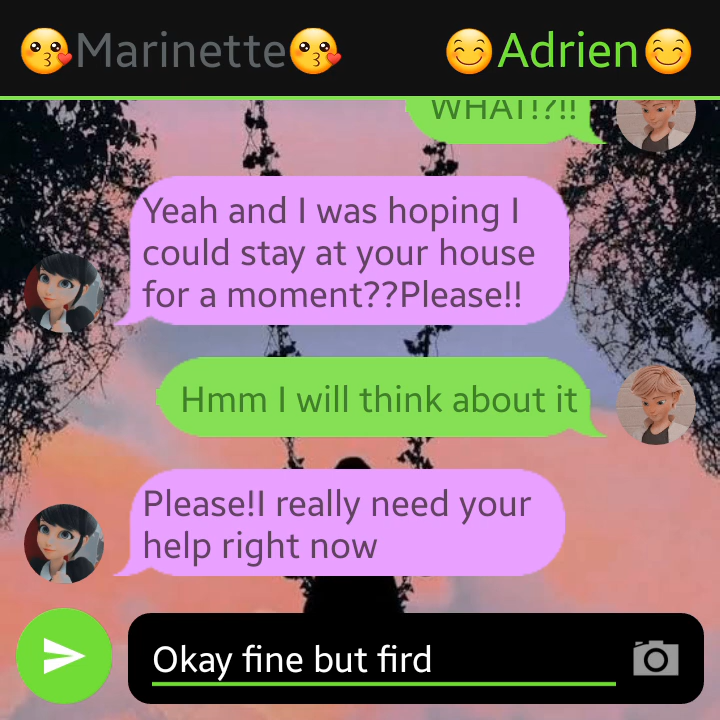 😗Marinette😗 😊Adrien😊
WHAT!?!!
Yeah and I was hoping I
could stay at your house
for a moment??Please!!
Hmm I will think about it
Please!I really need your
help right now
Okay fine but fird